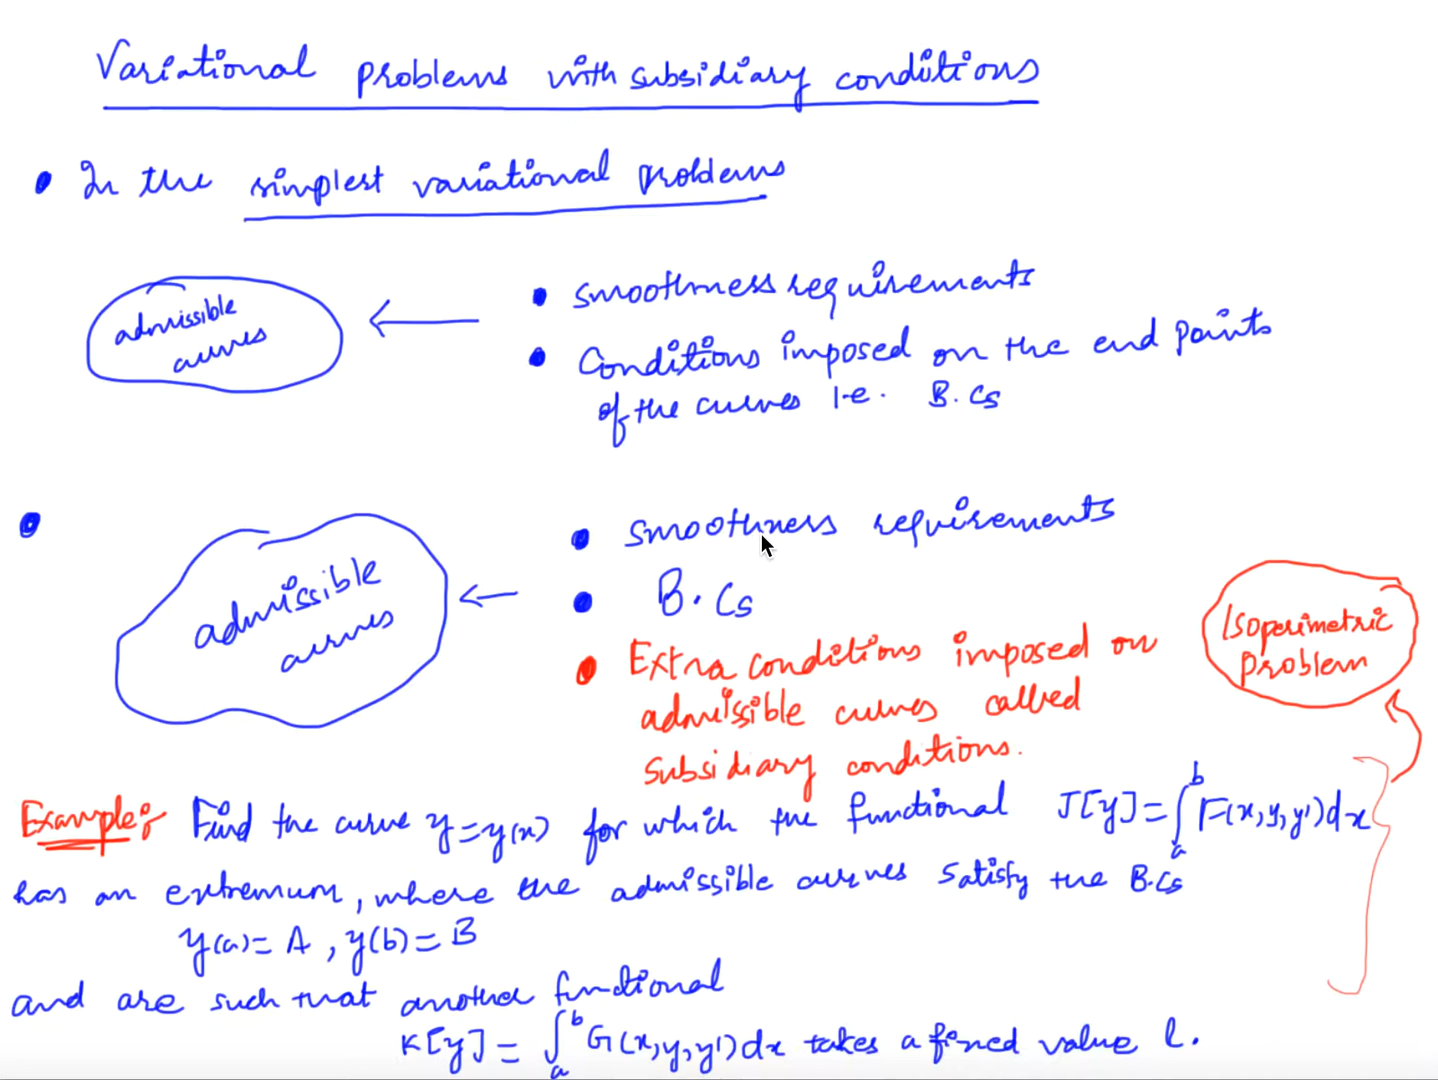 Variational problems with subsidiary conditions
• In the simplest variational problems
admissible
curves
←
• smoothness requirements
• Conditions imposed on the end points
of the curves i.e. B.Cs
•
admissible
curves
←
• smoothness requirements
• B.Cs
• Extra conditions imposed on
admissible curves called
subsidiary conditions.
Isoperimetric
problem
Example: Find the curve y=y(x) for which the functional J[y]=∫_a^b F(x,y,y')dx
has an extremum, where the admissible curves satisfy the B.Cs
y(a)=A, y(b)=B
and are such that another functional
K[y]=∫_a^b G(x,y,y')dx takes a fixed value l.